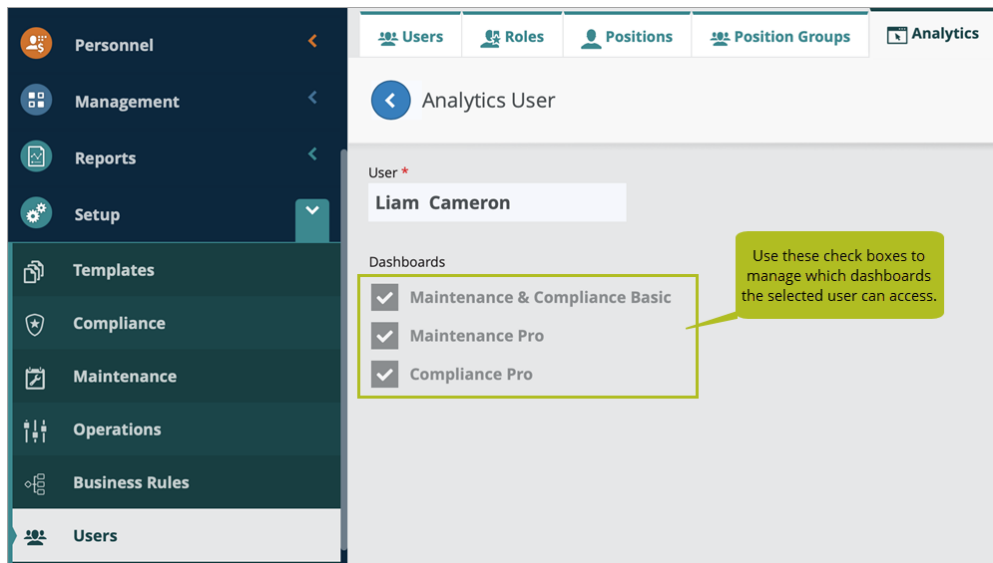 Personnel
Management
Reports
Setup
Templates
Compliance
Maintenance
Operations
Business Rules
Users
Users
Roles
Positions
Position Groups
Analytics
Analytics User
User *
Liam Cameron
Dashboards
Maintenance & Compliance Basic
Maintenance Pro
Compliance Pro
Use these check boxes to
manage which dashboards
the selected user can access.